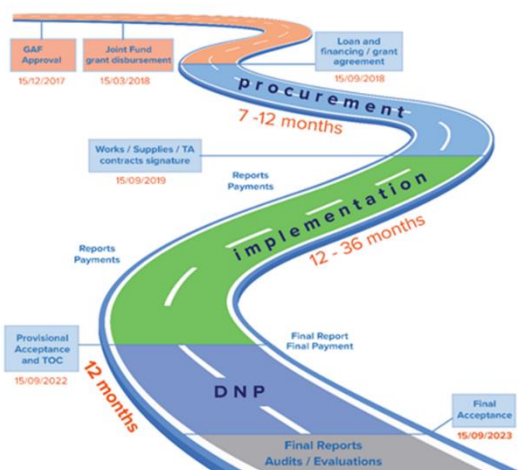 GAF
Approval
15/12/2017
Joint Fund
grant disbursement
15/03/2018
Loan and
financing / grant
agreement
15/09/2018
procurement
7 -12 months
Works / Supplies / TA
contracts signature
15/09/2019
Reports
Payments
implementation
12 - 36 months
Reports
Payments
Provisional
Acceptance
and TOC
15/09/2022
Final Report
Final Payment
12 months
DNP
Final
Acceptance
15/09/2023
Final Reports
Audits / Evaluations